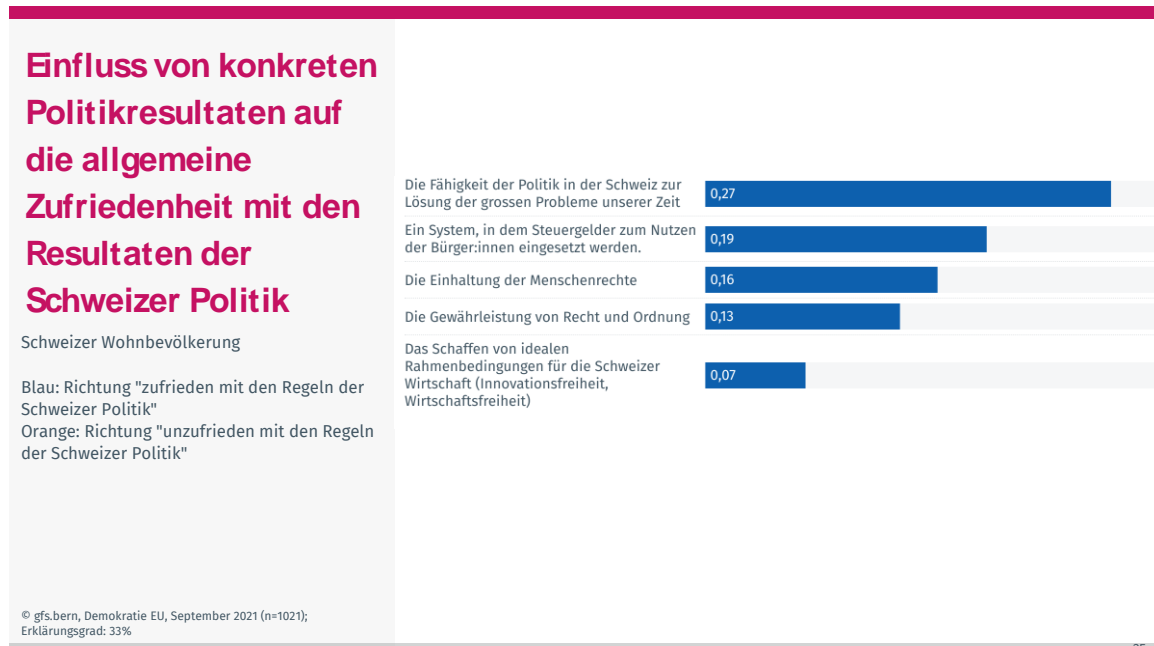 Einfluss von konkreten
Politikresultaten auf
die allgemeine
Zufriedenheit mit den
Resultaten der
Schweizer Politik
Schweizer Wohnbevölkerung
Blau: Richtung "zufrieden mit den Regeln der
Schweizer Politik"
Orange: Richtung "unzufrieden mit den Regeln
der Schweizer Politik"
© gfs.bern, Demokratie EU, September 2021 (n=1021);
Erklärungsgrad: 33%
Die Fähigkeit der Politik in der Schweiz zur
Lösung der grossen Probleme unserer Zeit
0,27
Ein System, in dem Steuergelder zum Nutzen
der Bürger:innen eingesetzt werden.
0,19
Die Einhaltung der Menschenrechte
0,16
Die Gewährleistung von Recht und Ordnung
0,13
Das Schaffen von idealen
Rahmenbedingungen für die Schweizer
Wirtschaft (Innovationsfreiheit,
Wirtschaftsfreiheit)
0,07